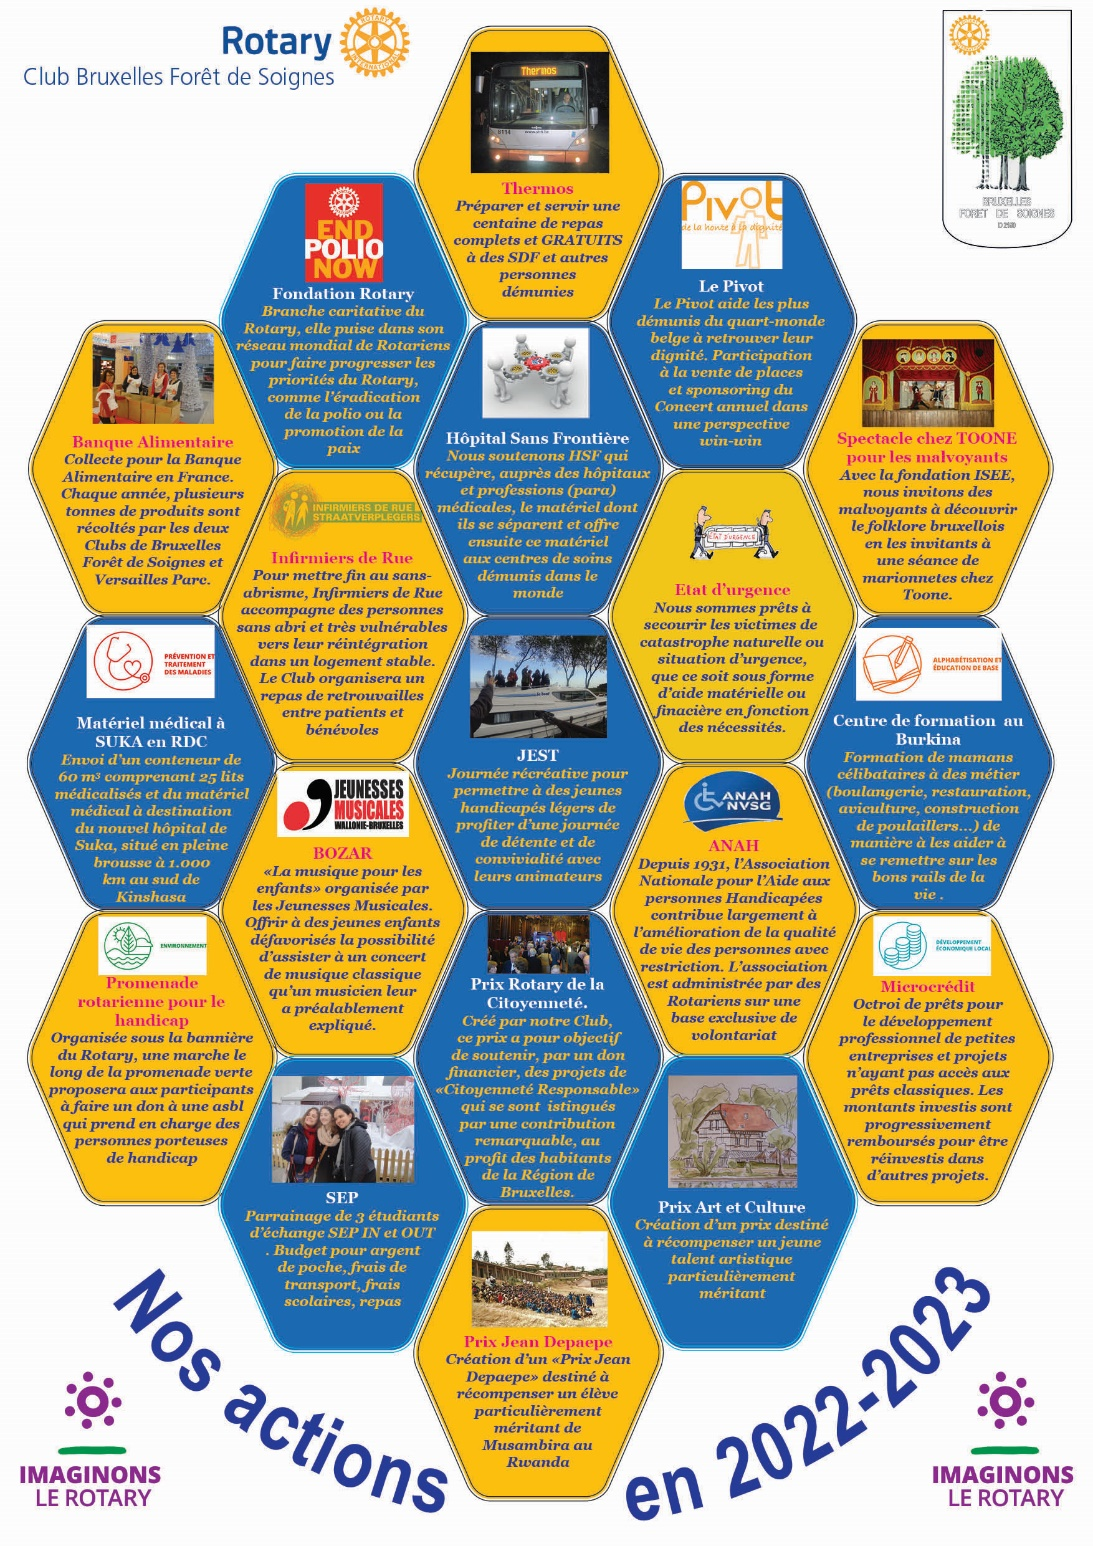 Rotary
Club Bruxelles Forêt de Soignes
ROTARY
INTERNATIONAL
BRUXELLES
FORET DE SOIGNES
Thermos
Thermos
Préparer et servir une
centaine de repas
complets et GRATUITS
à des SDF et autres
personnes
démunies
END
POLIO
NOW
Fondation Rotary
Branche caritative du
Rotary, elle puise dans son
réseau mondial de Rotariens
pour faire progresser les
priorités du Rotary,
comme l’éradication
de la polio ou la
promotion de la
paix
Pivot
de la honte à la dignité
Le Pivot
Le Pivot aide les plus
démunis du quart-monde
belge à retrouver leur
dignité. Participation
à la vente de places
et sponsoring du
Concert annuel dans
une perspective
win-win
Banque Alimentaire
Collecte pour la Banque
Alimentaire en France.
Chaque année, plusieurs
tonnes de produits sont
récoltés par les deux
Clubs de Bruxelles
Forêt de Soignes et
Versailles Parc.
Hôpital Sans Frontière
Nous soutenons HSF qui
récupère, auprès des hôpitaux
et professions (para)
médicales, le matériel dont
ils se séparent et offre
ensuite ce matériel
aux centres de soins
démunis dans le
monde
Spectacle chez TOONE
pour les malvoyants
Avec la fondation ISEE,
nous invitons des
malvoyants à découvrir
le folklore bruxellois
en les invitants à
une séance de
marionnetes chez
Toone.
INFIRMIERS DE RUE
STRAATVERPLEGERS
Infirmiers de Rue
Pour mettre fin au sans-
abrisme, Infirmiers de Rue
accompagne des personnes
sans abri et très vulnérables
vers leur réintégration
dans un logement stable.
Le Club organisera un
repas de retrouvailles
entre patients et
bénévoles
ETAT D'URGENCE
Etat d’urgence
Nous sommes prêts à
secourir les victimes de
catastrophe naturelle ou
situation d’urgence,
que ce soit sous forme
d’aide matérielle ou
finacière en fonction
des nécessités.
PRÉVENTION ET
TRAITEMENT
DES MALADIES
Matériel médical à
SUKA en RDC
Envoi d’un conteneur de
60 m³ comprenant 25 lits
médicalisés et du matériel
médical à destination
du nouvel hôpital de
Suka, situé en pleine
brousse à 1.000
km au sud de
Kinshasa
JEST
Journée récréative pour
permettre à des jeunes
handicapés légers de
profiter d’une journée
de détente et de
convivialité avec
leurs animateurs
ALPHABÉTISATION ET
ÉDUCATION DE BASE
Centre de formation au
Burkina
Formation de mamans
célibataires à des métier
(boulangerie, restauration,
aviculture, construction
de poulaillers...) de
manière à les aider à
se remettre sur les
bons rails de la
vie .
JEUNESSES
MUSICALES
WALLONIE-BRUXELLES
BOZAR
«La musique pour les
enfants» organisée par
les Jeunesses Musicales.
Offrir à des jeunes enfants
défavorisés la possibilité
d’assister à un concert
de musique classique
qu’un musicien leur
a préalablement
expliqué.
ANAH
NVSG
ANAH
Depuis 1931, l’Association
Nationale pour l’Aide aux
personnes Handicapées
contribue largement à
l’amélioration de la qualité
de vie des personnes avec
restriction. L’association
est administrée par des
Rotariens sur une
base exclusive de
volontariat
ENVIRONNEMENT
Promenade
rotarienne pour le
handicap
Organisée sous la bannière
du Rotary, une marche le
long de la promenade verte
proposera aux participants
à faire un don à une asbl
qui prend en charge des
personnes porteuses
de handicap
Prix Rotary de la
Citoyenneté.
Créé par notre Club,
ce prix a pour objectif
de soutenir, par un don
financier, des projets de
«Citoyenneté Responsable»
qui se sont istingués
par une contribution
remarquable, au
profit des habitants
de la Région de
Bruxelles.
DÉVELOPPEMENT
ÉCONOMIQUE LOCAL
Microcrédit
Octroi de prêts pour
le développement
professionnel de petites
entreprises et projets
n’ayant pas accès aux
prêts classiques. Les
montants investis sont
progressivement
remboursés pour être
réinvestis dans
d’autres projets.
SEP
Parrainage de 3 étudiants
d’échange SEP IN et OUT
. Budget pour argent
de poche, frais de
transport, frais
scolaires, repas
Prix Art et Culture
Création d’un prix destiné
à récompenser un jeune
talent artistique
particulièrement
méritant
Prix Jean Depaepe
Création d’un «Prix Jean
Depaepe» destiné à
récompenser un élève
particulièrement
méritant de
Musambira au
Rwanda
Nos actions en 2022-2023
IMAGINONS
LE ROTARY
IMAGINONS
LE ROTARY